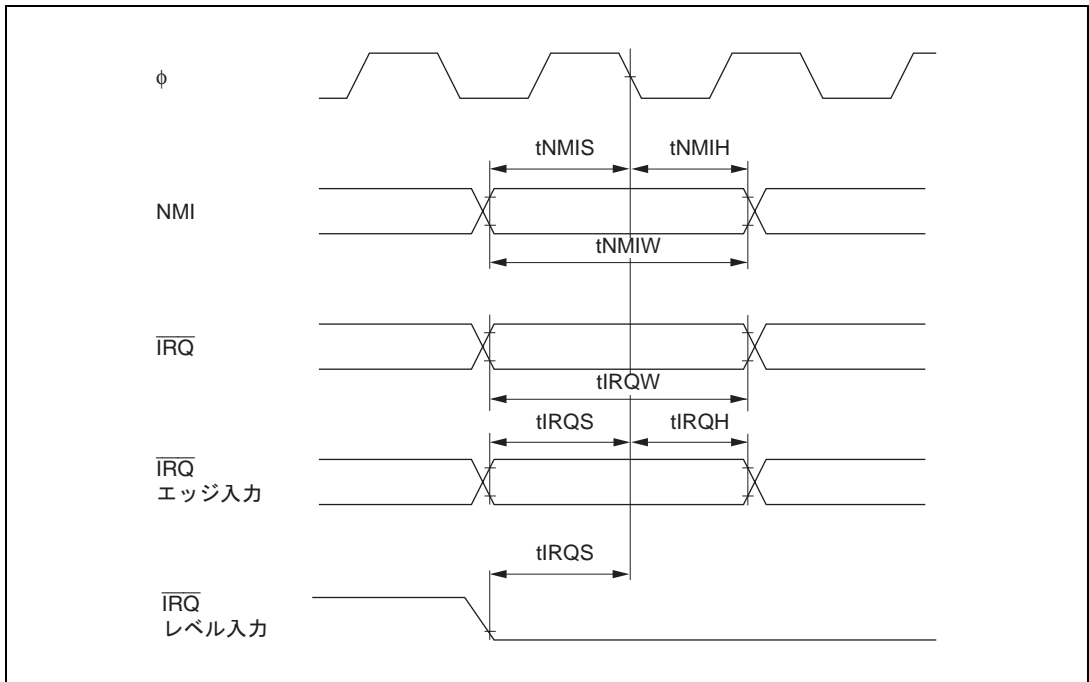 φ
tNMIS tNMIH
NMI
tNMIW
IRQ
tIRQW
tIRQS tIRQH
IRQ
エッジ入力
tIRQS
IRQ
レベル入力